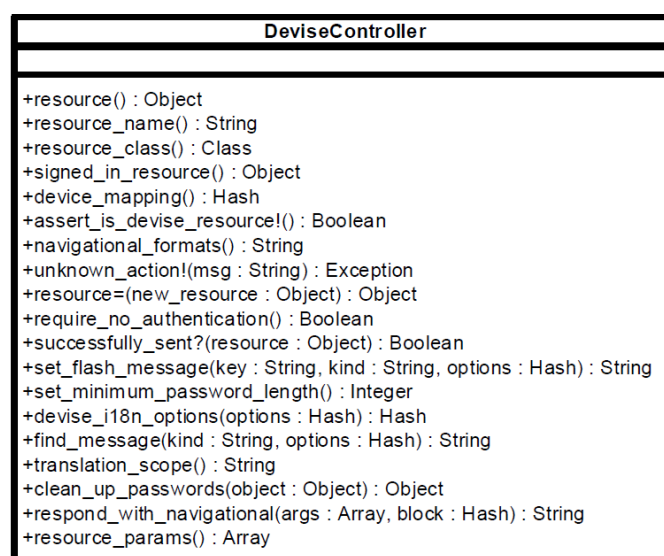 DeviseController
+resource() : Object
+resource_name() : String
+resource_class() : Class
+signed_in_resource() : Object
+device_mapping() : Hash
+assert_is_devise_resource!() : Boolean
+navigational_formats() : String
+unknown_action!(msg : String) : Exception
+resource=(new_resource : Object) : Object
+require_no_authentication() : Boolean
+successfully_sent?(resource : Object) : Boolean
+set_flash_message(key : String, kind : String, options : Hash) : String
+set_minimum_password_length() : Integer
+devise_i18n_options(options : Hash) : Hash
+find_message(kind : String, options : Hash) : String
+translation_scope() : String
+clean_up_passwords(object : Object) : Object
+respond_with_navigational(args : Array, block : Hash) : String
+resource_params() : Array